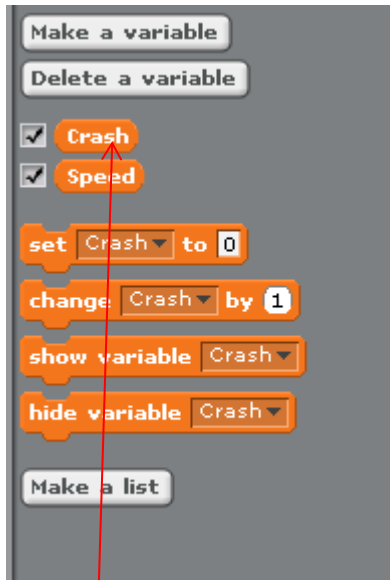 Make a variable
Delete a variable
Crash
Speed
set Crash to 0
change Crash by 1
show variable Crash
hide variable Crash
Make a list